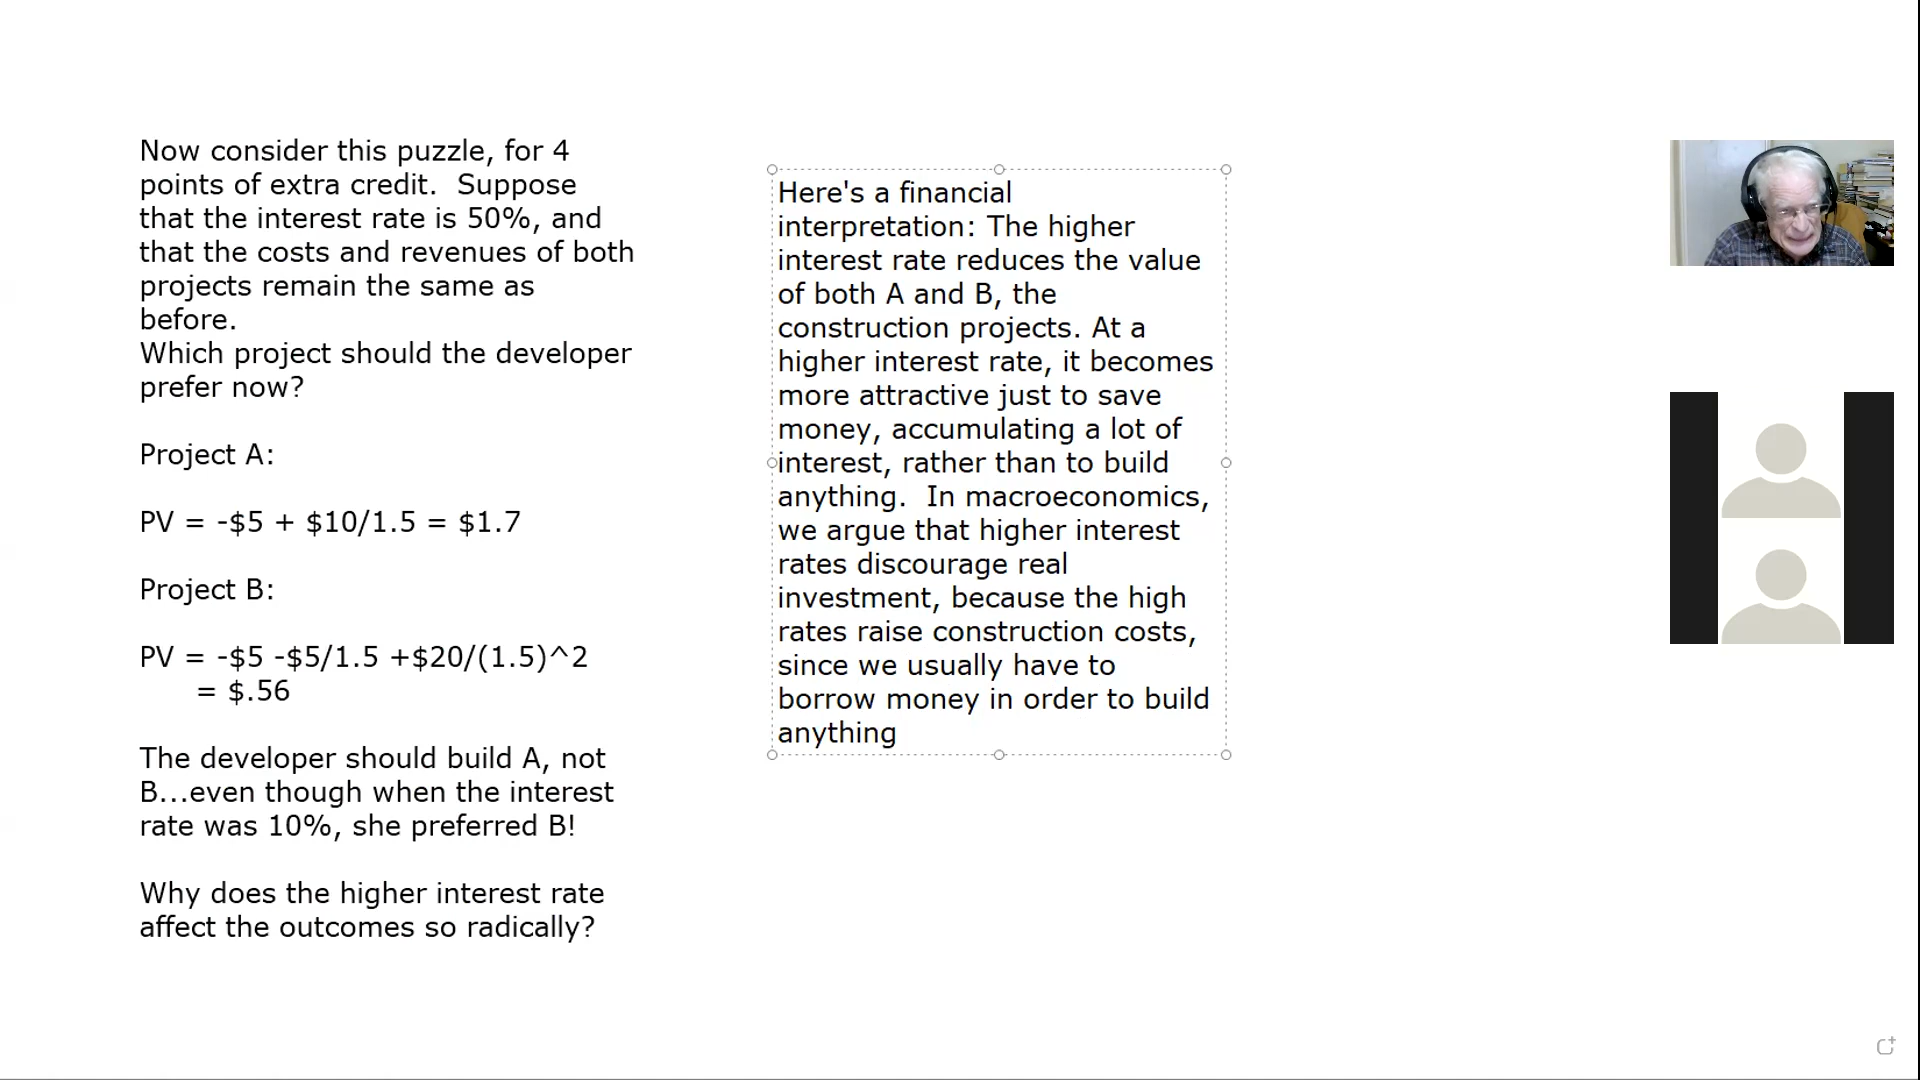 Now consider this puzzle, for 4
points of extra credit.  Suppose
that the interest rate is 50%, and
that the costs and revenues of both
projects remain the same as
before.
Which project should the developer
prefer now?
Project A:
PV = -$5 + $10/1.5 = $1.7
Project B:
PV = -$5 -$5/1.5 +$20/(1.5)^2
= $.56
The developer should build A, not
B...even though when the interest
rate was 10%, she preferred B!
Why does the higher interest rate
affect the outcomes so radically?
Here's a financial
interpretation: The higher
interest rate reduces the value
of both A and B, the
construction projects. At a
higher interest rate, it becomes
more attractive just to save
money, accumulating a lot of
interest, rather than to build
anything.  In macroeconomics,
we argue that higher interest
rates discourage real
investment, because the high
rates raise construction costs,
since we usually have to
borrow money in order to build
anything